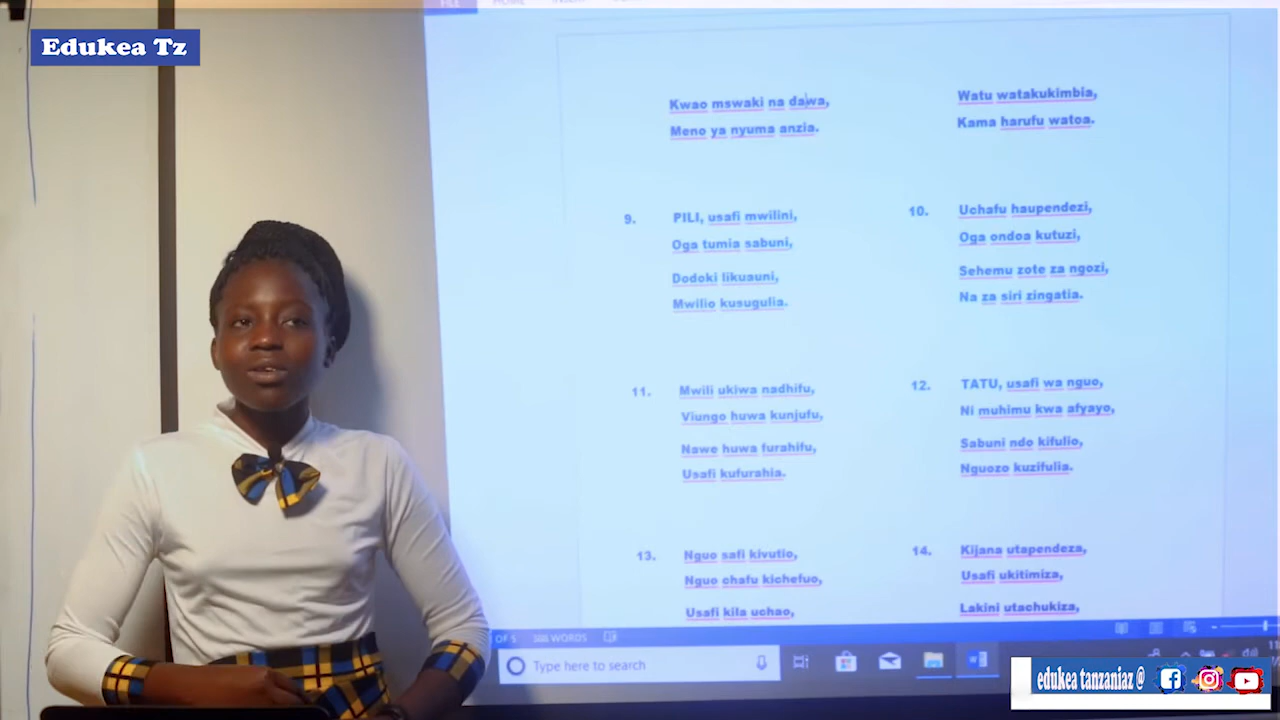 Edukea Tz
Kwao mswaki na dawa,
Meno ya nyuma anzia.
Watu watakukimbia,
Kama harufu watoa.
9. PILI, usafi mwilini,
Oga tumia sabuni,
Dodoki likuauni,
Mwilio kusugulia.
10. Uchafu haupendezi,
Oga ondoa kutuzi,
Sehemu zote za ngozi,
Na za siri zingatia.
11. Mwili ukiwa nadhifu,
Viungo huwa kunjufu,
Nawe huwa furahifu,
Usafi kufurahia.
12. TATU, usafi wa nguo,
Ni muhimu kwa afyayo,
Sabuni ndo kifulio,
Nguozo kuzifulia.
13. Nguo safi kivutio,
Nguo chafu kichefuo,
Usafi kila uchao,
14. Kijana utapendeza,
Usafi ukitimiza,
Lakini utachukiza,
OF 5 WORDS
Type here to search
edukea tanzaniaz @